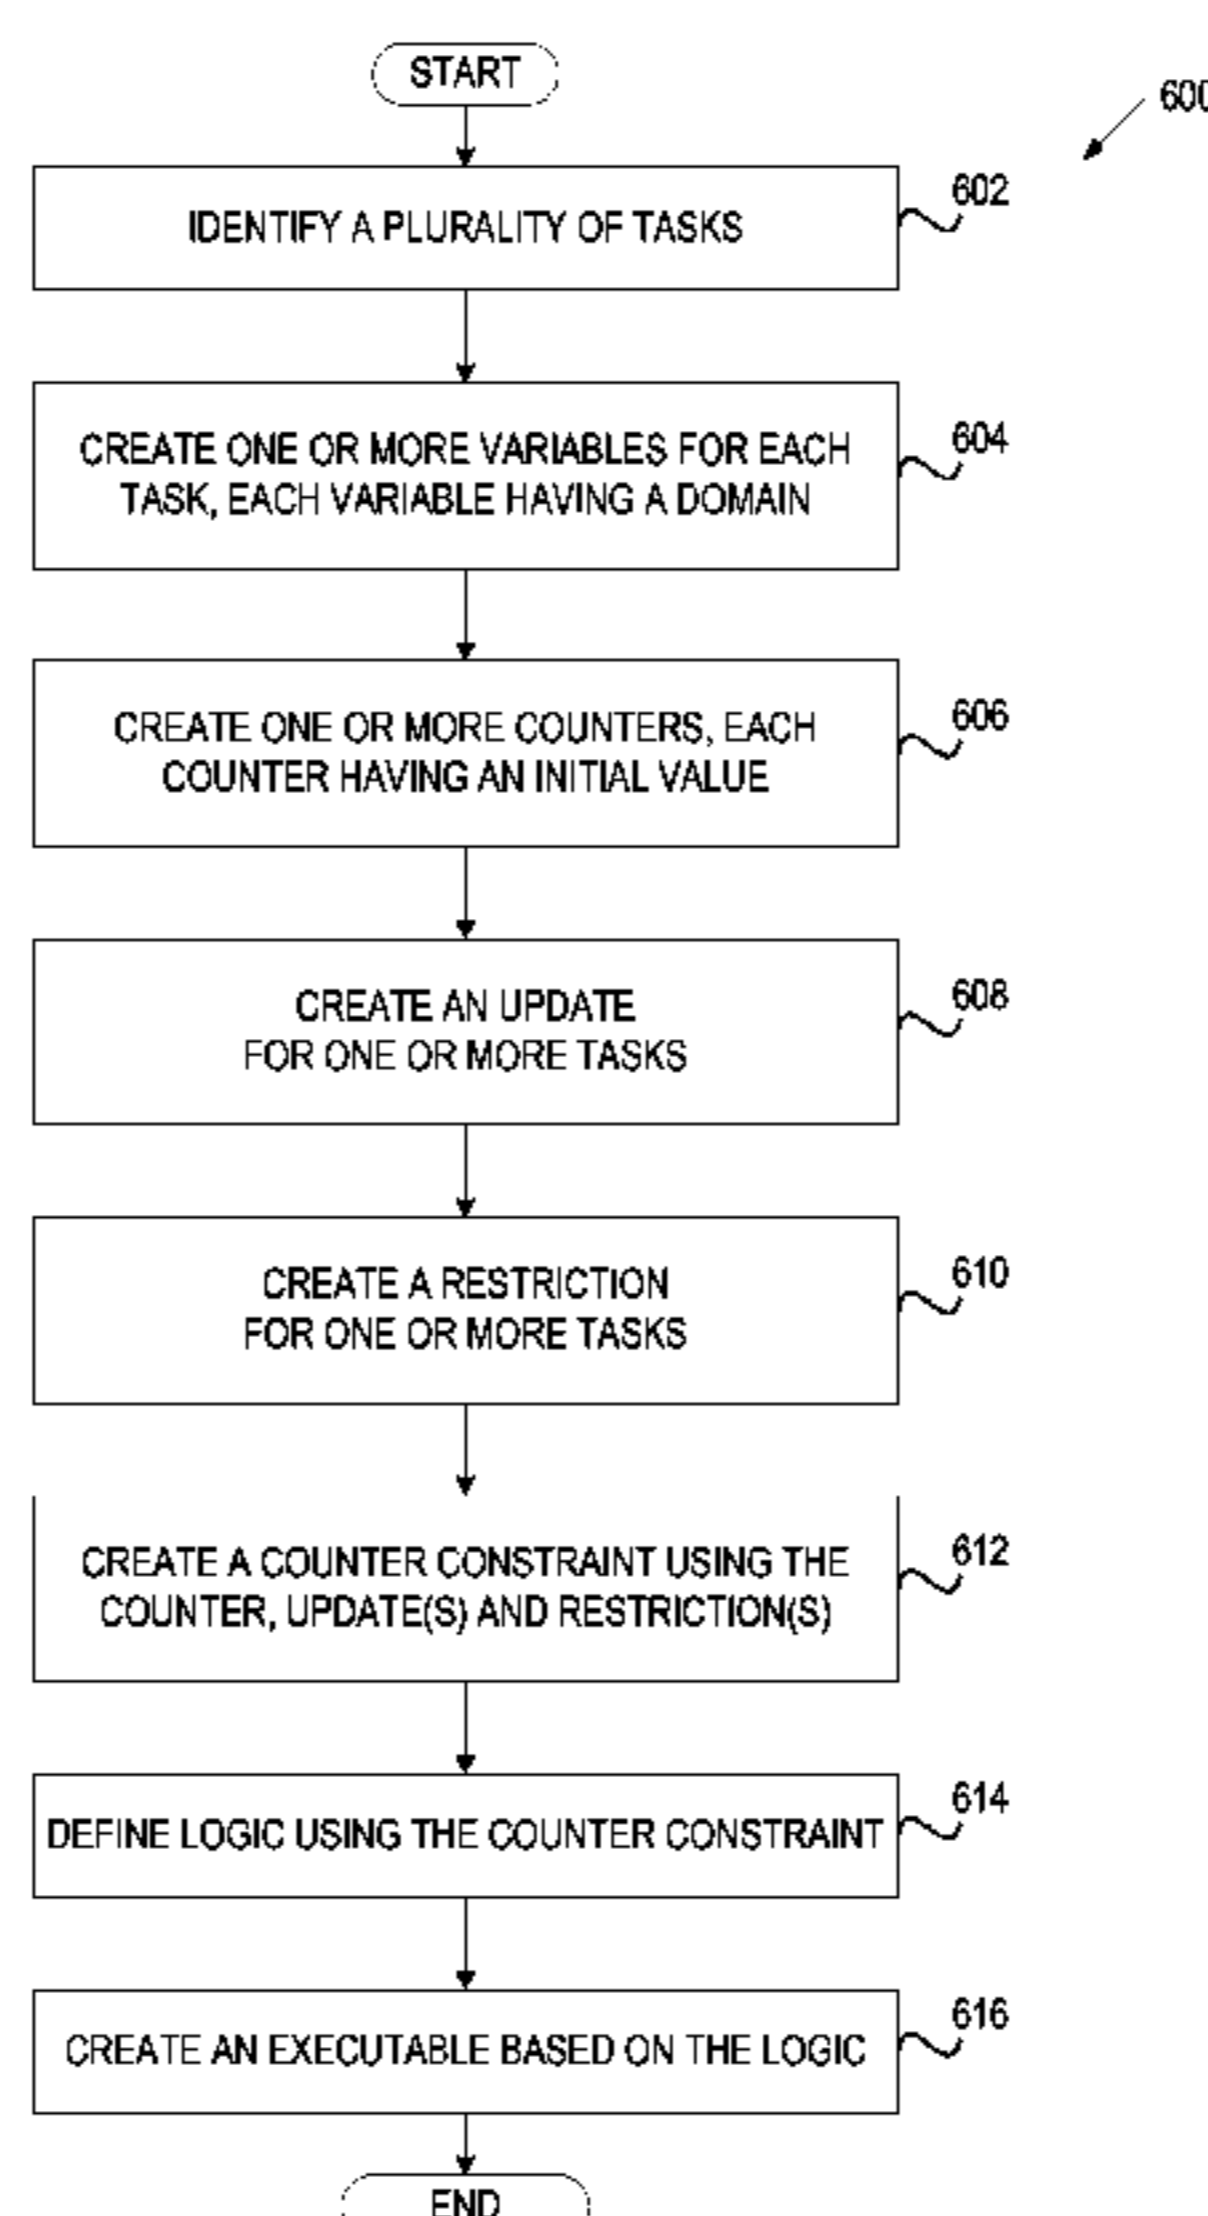 START
600
IDENTIFY A PLURALITY OF TASKS
602
CREATE ONE OR MORE VARIABLES FOR EACH
TASK, EACH VARIABLE HAVING A DOMAIN
604
CREATE ONE OR MORE COUNTERS, EACH
COUNTER HAVING AN INITIAL VALUE
606
CREATE AN UPDATE
FOR ONE OR MORE TASKS
608
CREATE A RESTRICTION
FOR ONE OR MORE TASKS
610
CREATE A COUNTER CONSTRAINT USING THE
COUNTER, UPDATE(S) AND RESTRICTION(S)
612
DEFINE LOGIC USING THE COUNTER CONSTRAINT
614
CREATE AN EXECUTABLE BASED ON THE LOGIC
616
END